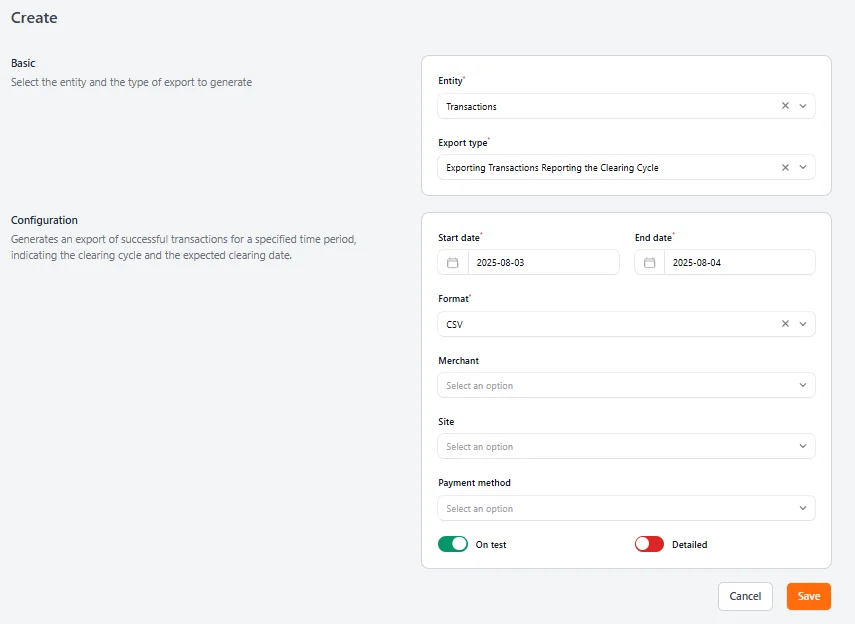 Create
Basic
Select the entity and the type of export to generate
Entity*
Transactions
Export type*
Exporting Transactions Reporting the Clearing Cycle
Configuration
Generates an export of successful transactions for a specified time period,
indicating the clearing cycle and the expected clearing date.
Start date*
End date*
2025-08-03
2025-08-04
Format*
CSV
Merchant
Select an option
Site
Select an option
Payment method
Select an option
On test
Detailed
Cancel
Save